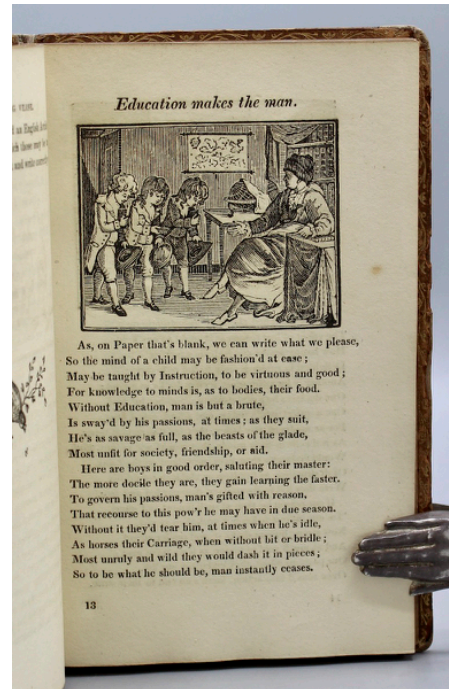 Education makes the man.
As, on Paper that's blank, we can write what we please,
So the mind of a child may be fashion'd at ease;
May be taught by Instruction, to be virtuous and good;
For knowledge to minds is, as to bodies, their food.
Without Education, man is but a brute,
Is sway'd by his passions, at times; as they suit,
He's as savage as full, as the beasts of the glade,
Most unfit for society, friendship, or aid.
Here are boys in good order, saluting their master:
The more docile they are, they gain learning the faster.
To govern his passions, man's gifted with reason,
That recourse to this pow'r he may have in due season.
Without it they'd tear him, at times when he's idle,
As horses their Carriage, when without bit or bridle;
Most unruly and wild they would dash it in pieces;
So to be what he should be, man instantly ceases.
13